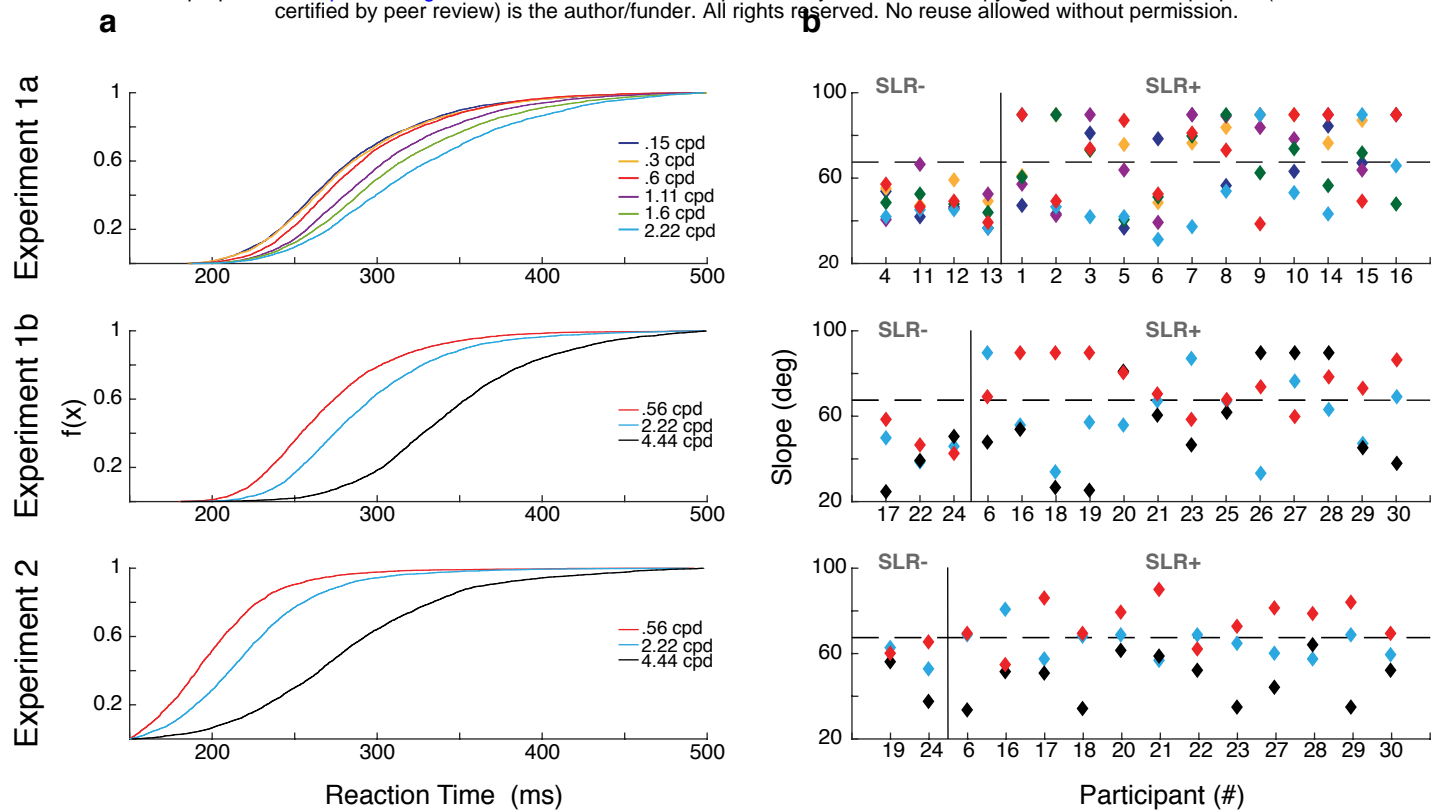 certified by peer review) is the author/funder. All rights reserved. No reuse allowed without permission.
a
b
Experiment 1a
1
0.6
0.2
200
300
400
500
.15 cpd
.3 cpd
.6 cpd
1.11 cpd
1.6 cpd
2.22 cpd
SLR-
SLR+
100
60
20
4 11 12 13 1 2 3 5 6 7 8 9 10 14 15 16
Experiment 1b
f(x)
1
0.6
0.2
200
300
400
500
.56 cpd
2.22 cpd
4.44 cpd
SLR-
SLR+
Slope (deg)
100
60
20
17 22 24 6 16 18 19 20 21 23 25 26 27 28 29 30
Experiment 2
1
0.6
0.2
200
300
400
500
.56 cpd
2.22 cpd
4.44 cpd
Reaction Time (ms)
SLR-
SLR+
100
60
20
19 24 6 16 17 18 20 21 22 23 27 28 29 30
Participant (#)